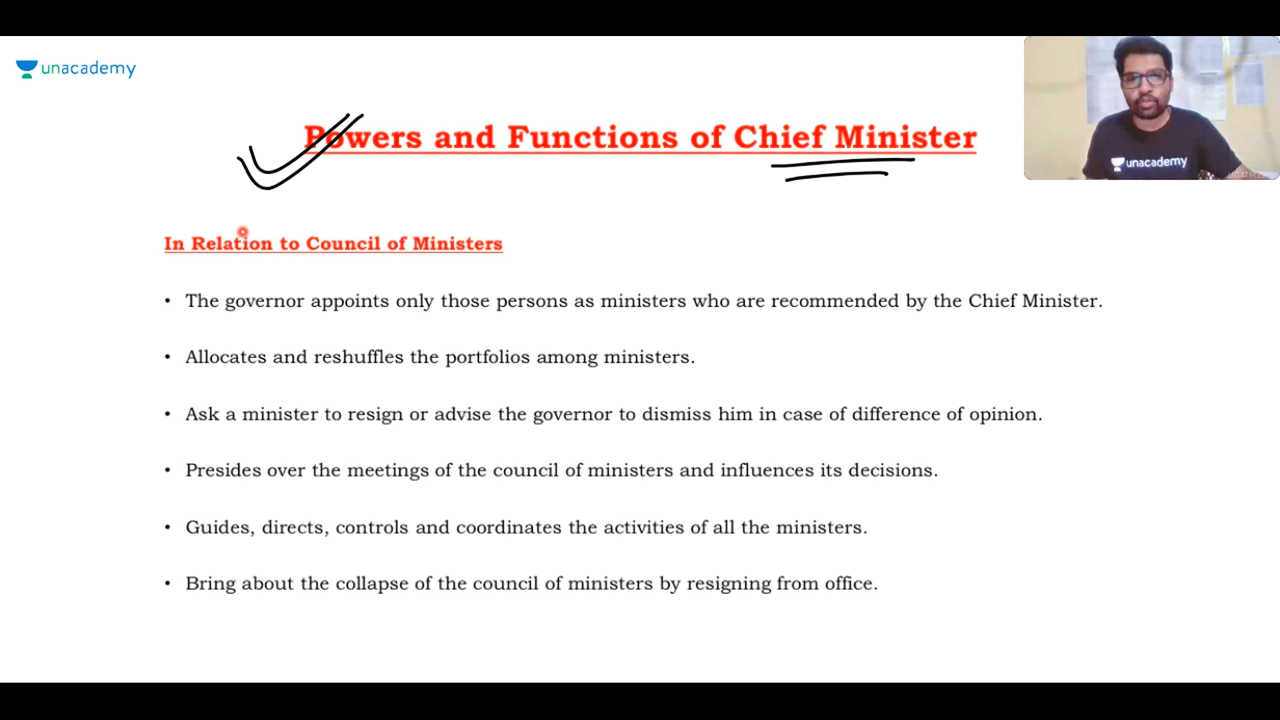 unacademy
Powers and Functions of Chief Minister
unacademy
In Relation to Council of Ministers
• The governor appoints only those persons as ministers who are recommended by the Chief Minister.
• Allocates and reshuffles the portfolios among ministers.
• Ask a minister to resign or advise the governor to dismiss him in case of difference of opinion.
• Presides over the meetings of the council of ministers and influences its decisions.
• Guides, directs, controls and coordinates the activities of all the ministers.
• Bring about the collapse of the council of ministers by resigning from office.